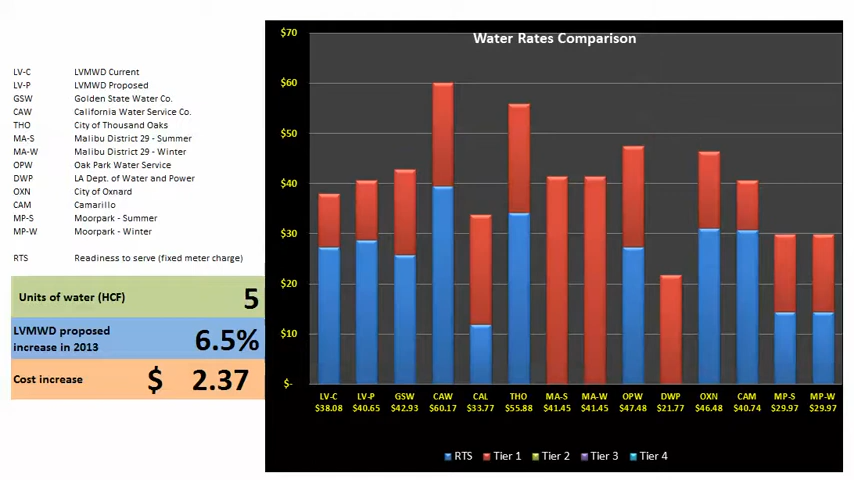 LV-C LVMWD Current
LV-P LVMWD Proposed
GSW Golden State Water Co.
CAW California Water Service Co.
THO City of Thousand Oaks
MA-S Malibu District 29 - Summer
MA-W Malibu District 29 - Winter
OPW Oak Park Water Service
DWP LA Dept. of Water and Power
OXN City of Oxnard
CAM Camarillo
MP-S Moorpark - Summer
MP-W Moorpark - Winter
RTS Readiness to serve (fixed meter charge)
Units of water (HCF) 5
LVMWD proposed
increase in 2013 6.5%
Cost increase $ 2.37
Water Rates Comparison
$70
$60
$50
$40
$30
$20
$10
$-
LV-C LV-P GSW CAW CAL THO MA-S MA-W OPW DWP OXN CAM MP-S MP-W
$38.08 $40.65 $42.93 $60.17 $33.77 $55.88 $41.45 $41.45 $47.48 $21.77 $46.48 $40.74 $29.97 $29.97
RTS Tier 1 Tier 2 Tier 3 Tier 4